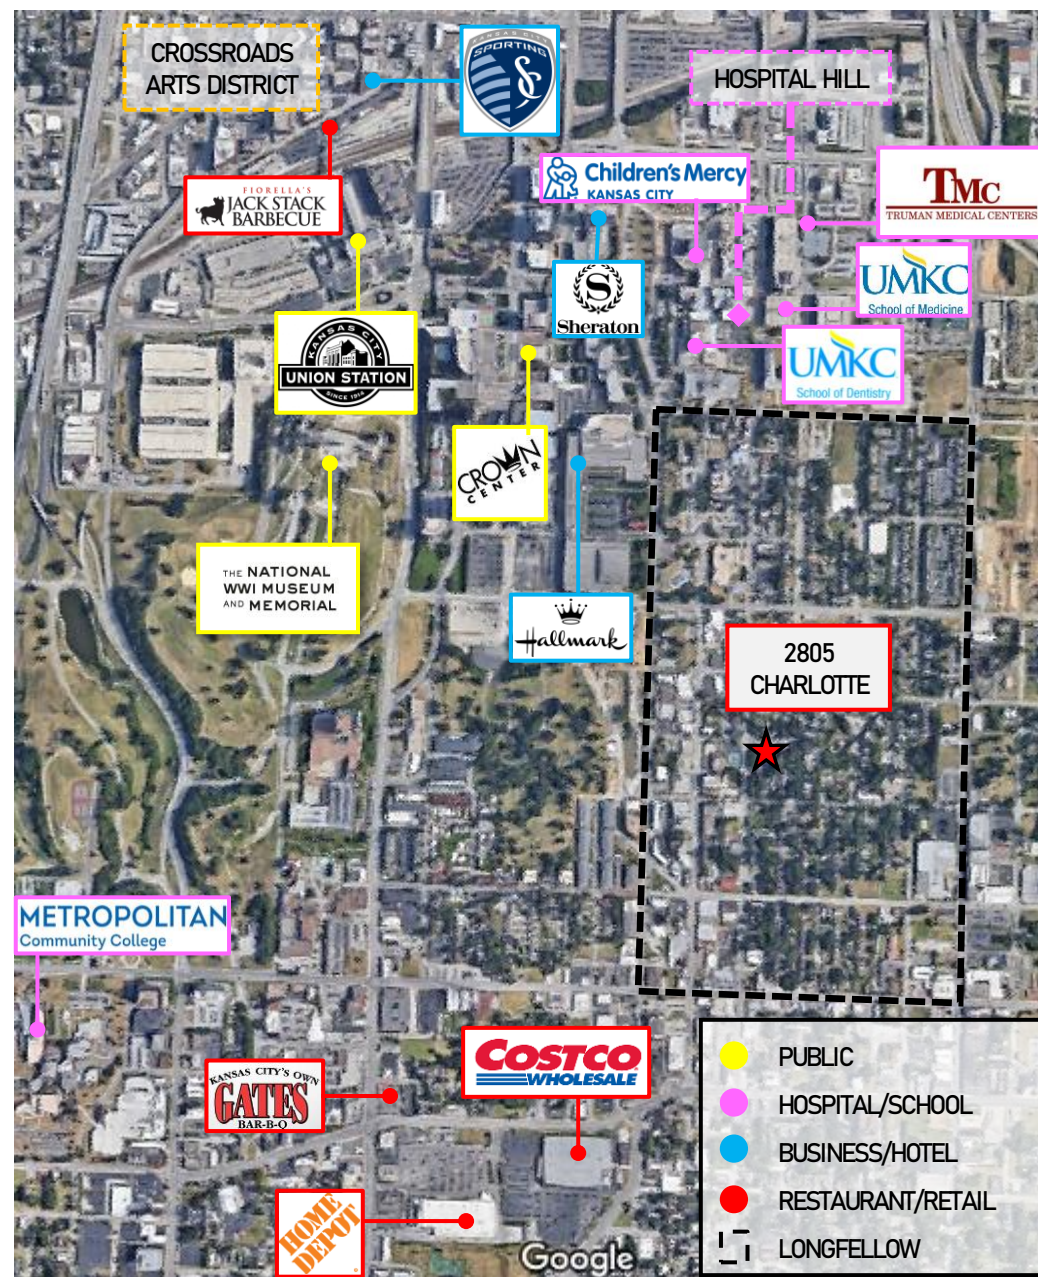 CROSSROADS
ARTS DISTRICT
KANSAS CITY
SPORTING
SC
HOSPITAL HILL
FIORELLA'S
JACK STACK
BARBECUE
Children's Mercy
KANSAS CITY
TMC
TRUMAN MEDICAL CENTERS
S
Sheraton
UMKC
School of Medicine
KANSAS CITY
UNION STATION
SINCE 1914
UMKC
School of Dentistry
CROWN
CENTER
THE NATIONAL
WWI MUSEUM
AND MEMORIAL
Hallmark
2805
CHARLOTTE
METROPOLITAN
Community College
KANSAS CITY'S OWN
GATES
BAR-B-Q
COSTCO
WHOLESALE
HOME
DEPOT
Google
PUBLIC
HOSPITAL/SCHOOL
BUSINESS/HOTEL
RESTAURANT/RETAIL
LONGFELLOW